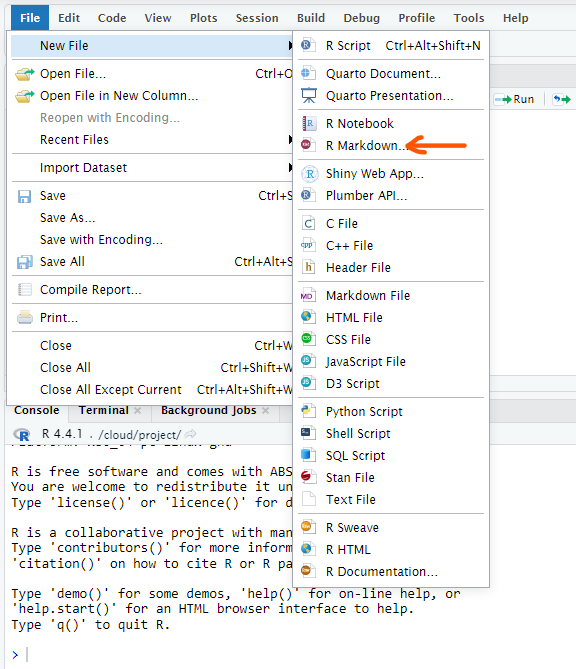 File Edit Code View Plots Session Build Debug Profile Tools Help
New File
Open File... Ctrl+O
Open File in New Column...
Reopen with Encoding...
Recent Files
Import Dataset
Save Ctrl+S
Save As...
Save with Encoding...
Save All Ctrl+Alt+S
Compile Report...
Print...
Close Ctrl+W
Close All Ctrl+Shift+W
Close All Except Current Ctrl+Alt+Shift+W
R Script Ctrl+Alt+Shift+N
Quarto Document...
Quarto Presentation...
R Notebook
R Markdown...
Shiny Web App...
Plumber API...
C File
C++ File
Header File
Markdown File
HTML File
CSS File
JavaScript File
D3 Script
Python Script
Shell Script
SQL Script
Stan File
Text File
R Sweave
R HTML
R Documentation...
Run
Console Terminal Background Jobs
R 4.4.1 . /cloud/project/
R is free software and comes with ABS
You are welcome to redistribute it un
Type 'license()' or 'licence()' for d
R is a collaborative project with man
Type 'contributors()' for more inform
'citation()' on how to cite R or R pa
Type 'demo()' for some demos, 'help()' for on-line help, or
'help.start()' for an HTML browser interface to help.
Type 'q()' to quit R.
>